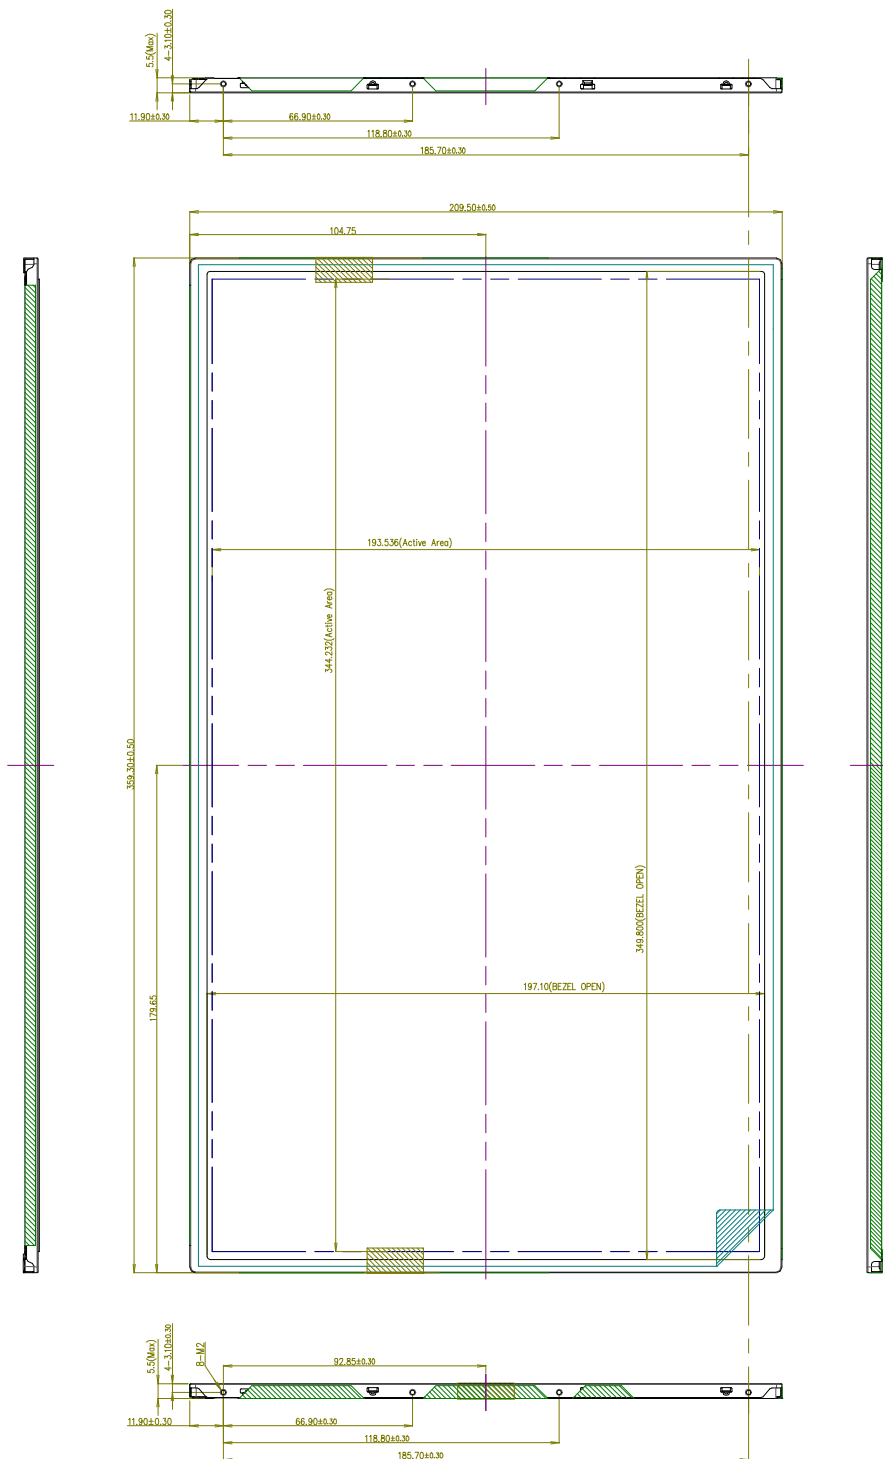 5.5(Max)
4-3.10±0.30
11.90±0.30
66.90±0.30
118.80±0.30
185.70±0.30
209.50±0.50
104.75
193.536(Active Area)
344.232(Active Area)
359.30±0.50
349.800(BEZEL OPEN)
197.10(BEZEL OPEN)
179.65
5.5(Max)
4-3.10±0.30
8-M2
92.85±0.30
11.90±0.30
66.90±0.30
118.80±0.30
185.70±0.30